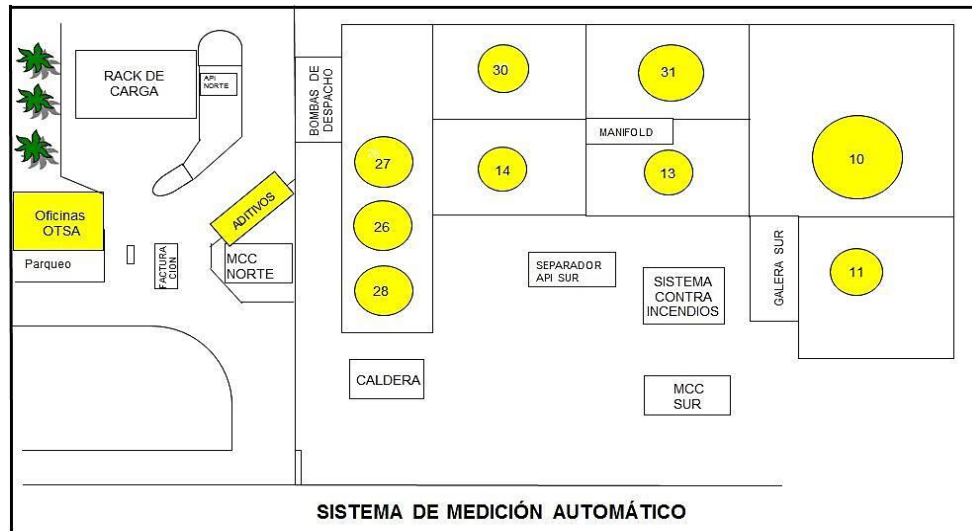 RACK DE
CARGA
API
NORTE
BOMBAS DE
DESPACHO
30
31
MANIFOLD
27
14
13
10
26
28
Oficinas
OTSA
Parqueo
FACTURA
CION
ADITIVOS
MCC
NORTE
SEPARADOR
API SUR
SISTEMA
CONTRA
INCENDIOS
GALERA SUR
11
CALDERA
MCC
SUR
SISTEMA DE MEDICIÓN AUTOMÁTICO